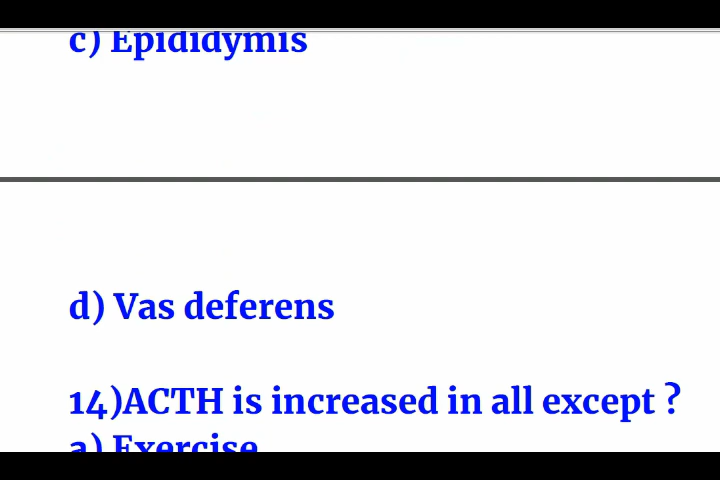 c) Epididymis
d) Vas deferens
14)ACTH is increased in all except ?
a) Exercise